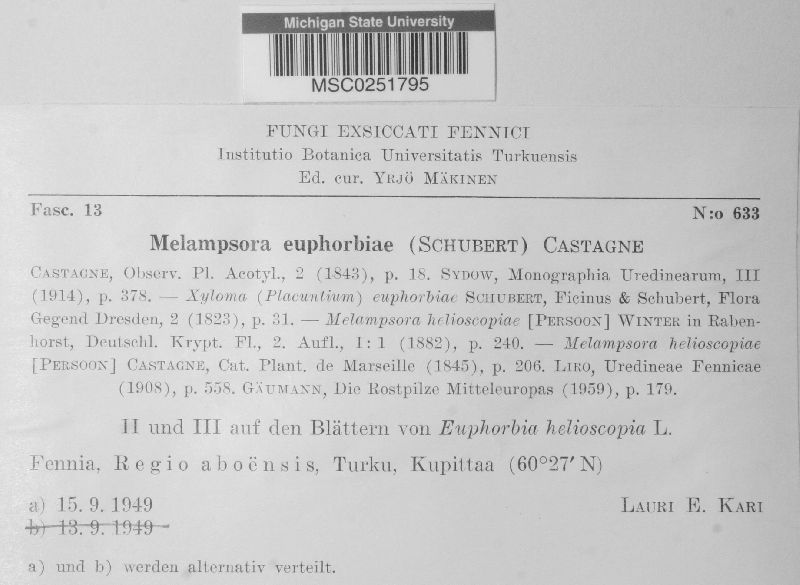 Michigan State University
MSC0251795
FUNGI EXSICCATI FENNICI
Institutio Botanica Universitatis Turkuensis
Ed. cur. YRJÖ MÄKINEN
Fasc. 13 N:o 633
Melampsora euphorbiae (SCHUBERT) CASTAGNE
CASTAGNE, Observ. Pl. Acotyl., 2 (1843), p. 18. SYDOW, Monographia Uredinearum, III
(1914), p. 378. — Xyloma (Placuntium) euphorbiae SCHUBERT, Ficinus & Schubert, Flora
Gegend Dresden, 2 (1823), p. 31. — Melampsora helioscopiae [PERSOON] WINTER in Raben-
horst, Deutschl. Krypt. Fl., 2. Aufl., I: 1 (1882), p. 240. — Melampsora helioscopiae
[PERSOON] CASTAGNE, Cat. Plant. de Marseille (1845), p. 206. LIRO, Uredineae Fennicae
(1908), p. 558. GÄUMANN, Die Rostpilze Mitteleuropas (1959), p. 179.
II und III auf den Blättern von Euphorbia helioscopia L.
Fennia, Regio aboënsis, Turku, Kupittaa (60°27′ N)
a) 15. 9. 1949 LAURI E. KARI
b) 13. 9. 1949
a) und b) werden alternativ verteilt.